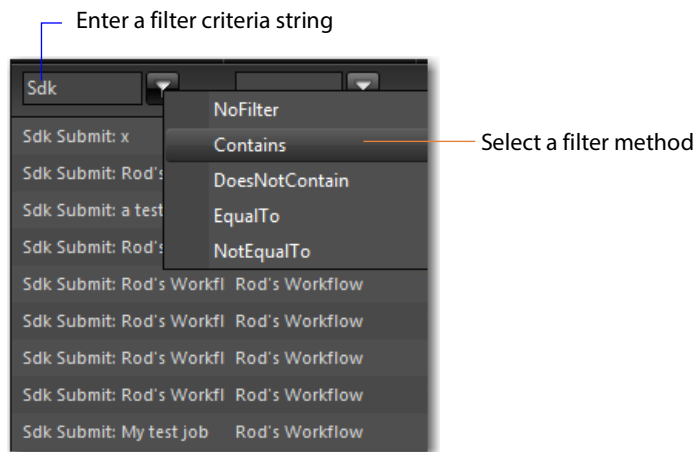 Enter a filter criteria string
Sdk
NoFilter
Sdk Submit: x
Contains
Select a filter method
Sdk Submit: Rod's
DoesNotContain
Sdk Submit: a test
EqualTo
Sdk Submit: Rod's
NotEqualTo
Sdk Submit: Rod's Workfl Rod's Workflow
Sdk Submit: Rod's Workfl Rod's Workflow
Sdk Submit: Rod's Workfl Rod's Workflow
Sdk Submit: Rod's Workfl Rod's Workflow
Sdk Submit: My test job Rod's Workflow